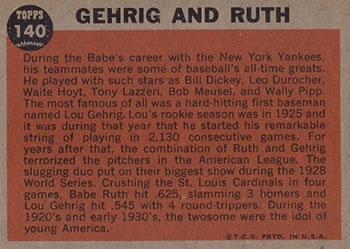 TOPPS
140
GEHRIG AND RUTH
During the Babe's career with the New York Yankees,
his teammates were some of baseball's all-time greats.
He played with such stars as Bill Dickey, Leo Durocher,
Waite Hoyt, Tony Lazzeri, Bob Meusel, and Wally Pipp.
The most famous of all was a hard-hitting first baseman
named Lou Gehrig. Lou's rookie season was in 1925 and
it was during that year that he started his remarkable
string of playing in 2,130 consecutive games. For
years after that, the combination of Ruth and Gehrig
terrorized the pitchers in the American League. The
slugging duo put on their biggest show during the 1928
World Series. Crushing the St. Louis Cardinals in four
games, Babe Ruth hit .625, slamming 3 homers and
Lou Gehrig hit .545 with 4 round-trippers. During the
1920's and early 1930's, the twosome were the idol of
young America.
©T.C.G. PRTD. IN U.S.A.